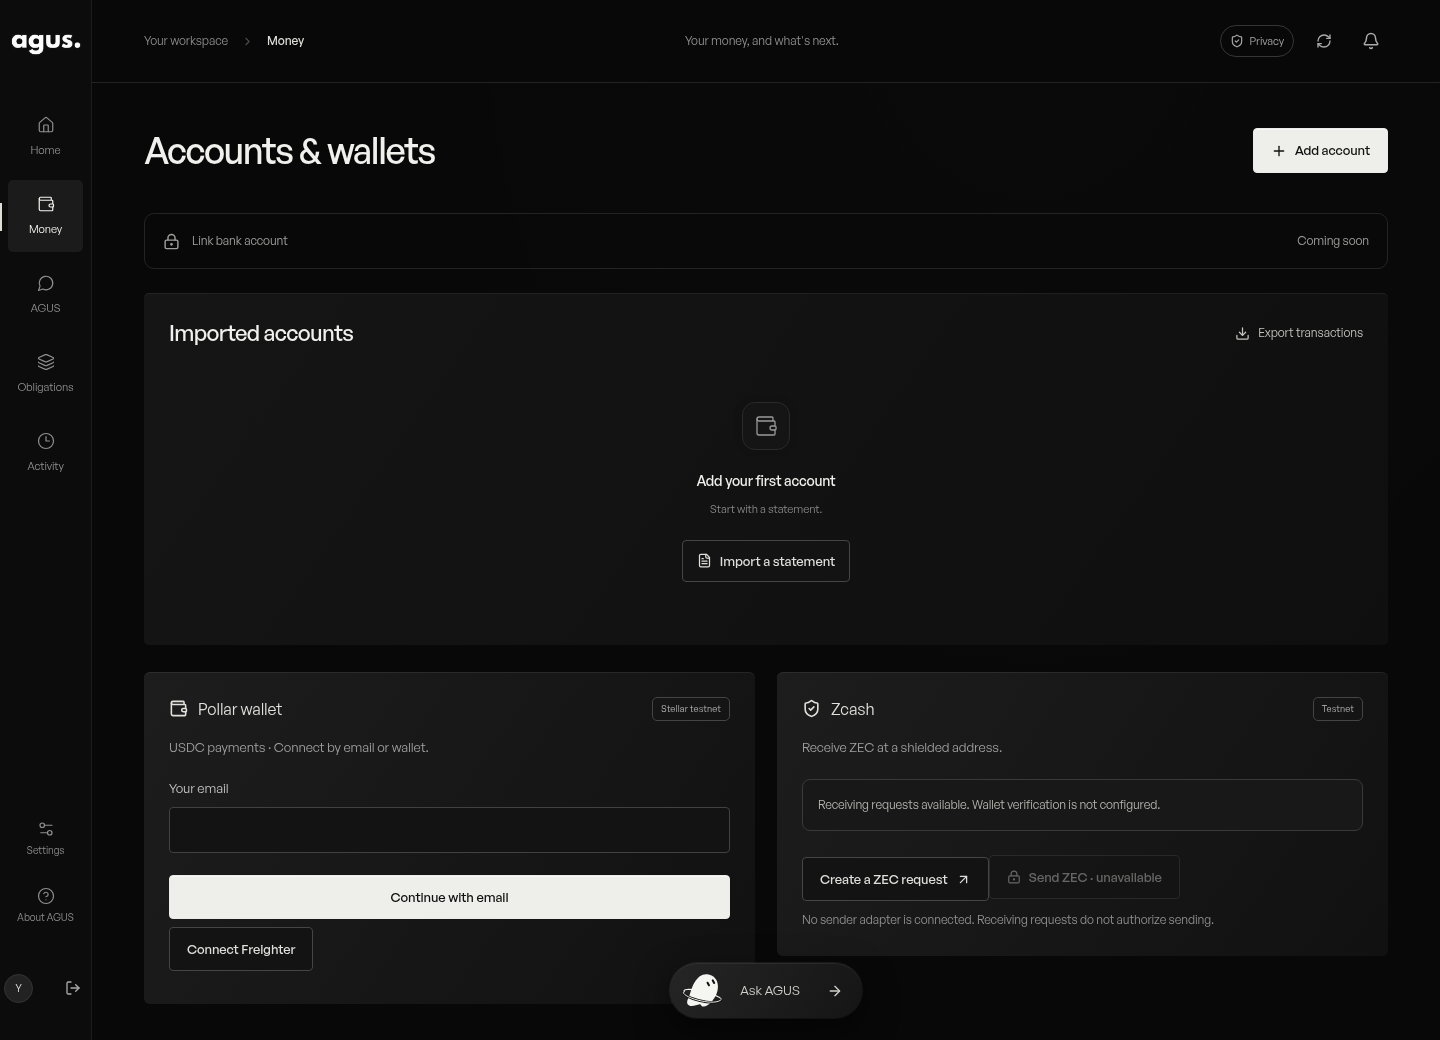 agus.
Your workspace
Money
Your money, and what's next.
Privacy
Home
Money
AGUS
Obligations
Activity
Settings
About AGUS
Y
Accounts & wallets
Add account
Link bank account
Coming soon
Imported accounts
Export transactions
Add your first account
Start with a statement.
Import a statement
Pollar wallet
Stellar testnet
USDC payments · Connect by email or wallet.
Your email
Continue with email
Connect Freighter
Zcash
Testnet
Receive ZEC at a shielded address.
Receiving requests available. Wallet verification is not configured.
Create a ZEC request
Send ZEC · unavailable
No sender adapter is connected. Receiving requests do not authorize sending.
Ask AGUS